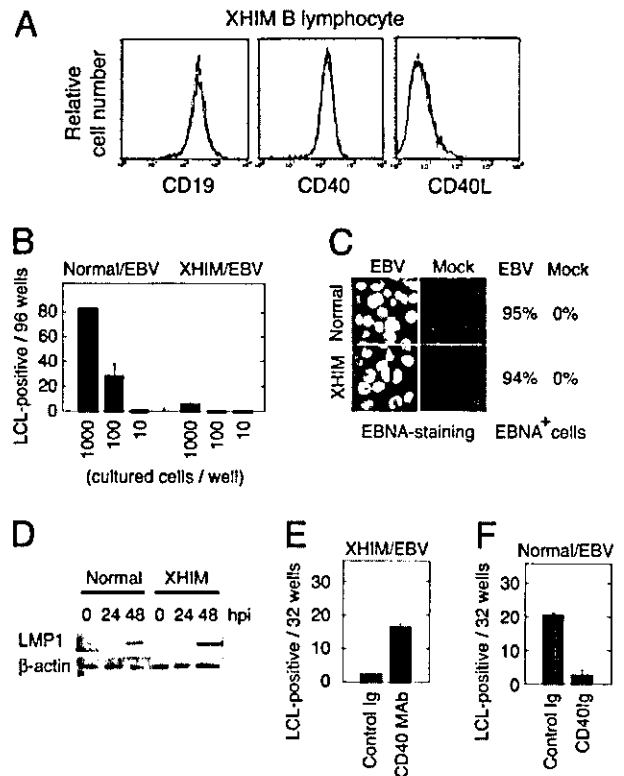 A
XHIM B lymphocyte
Relative
cell number
CD19
CD40
CD40L
B
Normal/EBV
XHIM/EBV
LCL-positive / 96 wells
80
60
40
20
0
1000
100
10
1000
100
10
(cultured cells / well)
C
EBV
Mock
EBV
Mock
Normal
95%
0%
XHIM
94%
0%
EBNA-staining
EBNA+ cells
D
Normal
XHIM
0 24 48 0 24 48 hpi
LMP1
β-actin
E
XHIM/EBV
LCL-positive / 32 wells
30
20
10
0
Control Ig
CD40 MAb
F
Normal/EBV
LCL-positive / 32 wells
30
20
10
0
Control Ig
CD40Ig